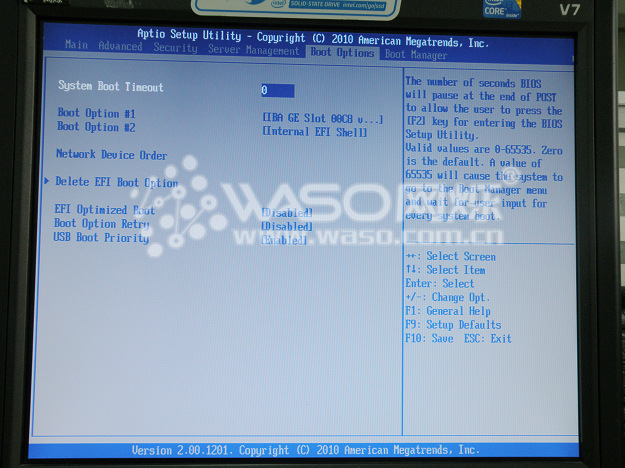 SOLID-STATE DRIVE intel.com/go/ssd
CORE
V7
Aptio Setup Utility - Copyright (C) 2010 American Megatrends, Inc.
Main Advanced Security Server Management Boot Options Boot Manager
System Boot Timeout 0
Boot Option #1 [IBA GE Slot 00C8 v...]
Boot Option #2 [Internal EFI Shell]
Network Device Order
Delete EFI Boot Option
EFI Optimized Boot [Disabled]
Boot Option Retry [Disabled]
USB Boot Priority [Enabled]
The number of seconds BIOS
will pause at the end of POST
to allow the user to press the
[F2] key for entering the BIOS
Setup Utility.
Valid values are 0-65535. Zero
is the default. A value of
65535 will cause the system to
go to the Boot Manager menu
and wait for user input for
every system boot.
→←: Select Screen
↑↓: Select Item
Enter: Select
+/-: Change Opt.
F1: General Help
F9: Setup Defaults
F10: Save ESC: Exit
WASO
www.waso.com.cn
Version 2.00.1201. Copyright (C) 2010 American Megatrends, Inc.